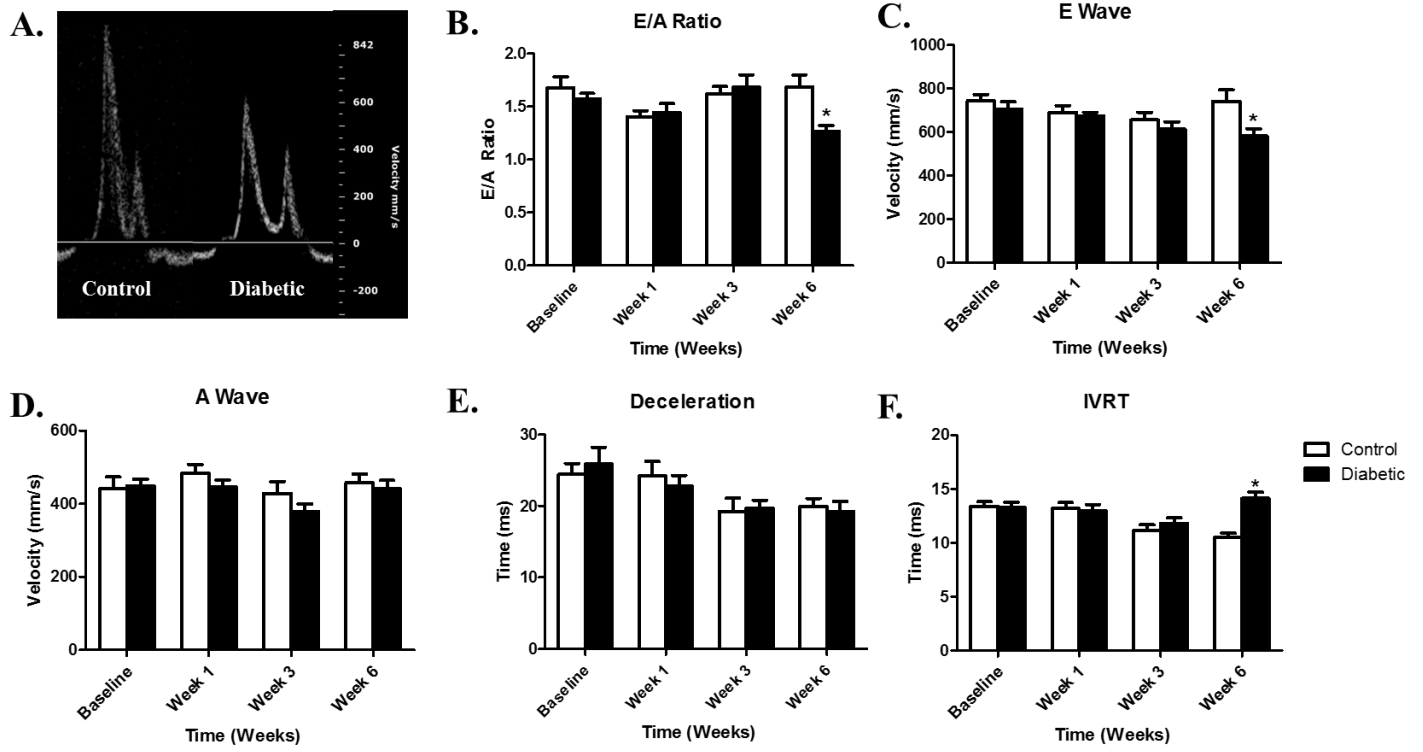 A.
842
600
400
200
0
-200
Velocity mm/s
Control
Diabetic
B.
E/A Ratio
2.0
1.5
1.0
0.5
0.0
E/A Ratio
*
Baseline
Week 1
Week 3
Week 6
Time (Weeks)
C.
E Wave
1000
800
600
400
200
0
Velocity (mm/s)
*
Baseline
Week 1
Week 3
Week 6
Time (Weeks)
D.
A Wave
600
400
200
0
Velocity (mm/s)
Baseline
Week 1
Week 3
Week 6
Time (Weeks)
E.
Deceleration
30
20
10
0
Time (ms)
Baseline
Week 1
Week 3
Week 6
Time (Weeks)
F.
IVRT
20
15
10
5
0
Time (ms)
*
Baseline
Week 1
Week 3
Week 6
Time (Weeks)
Control
Diabetic